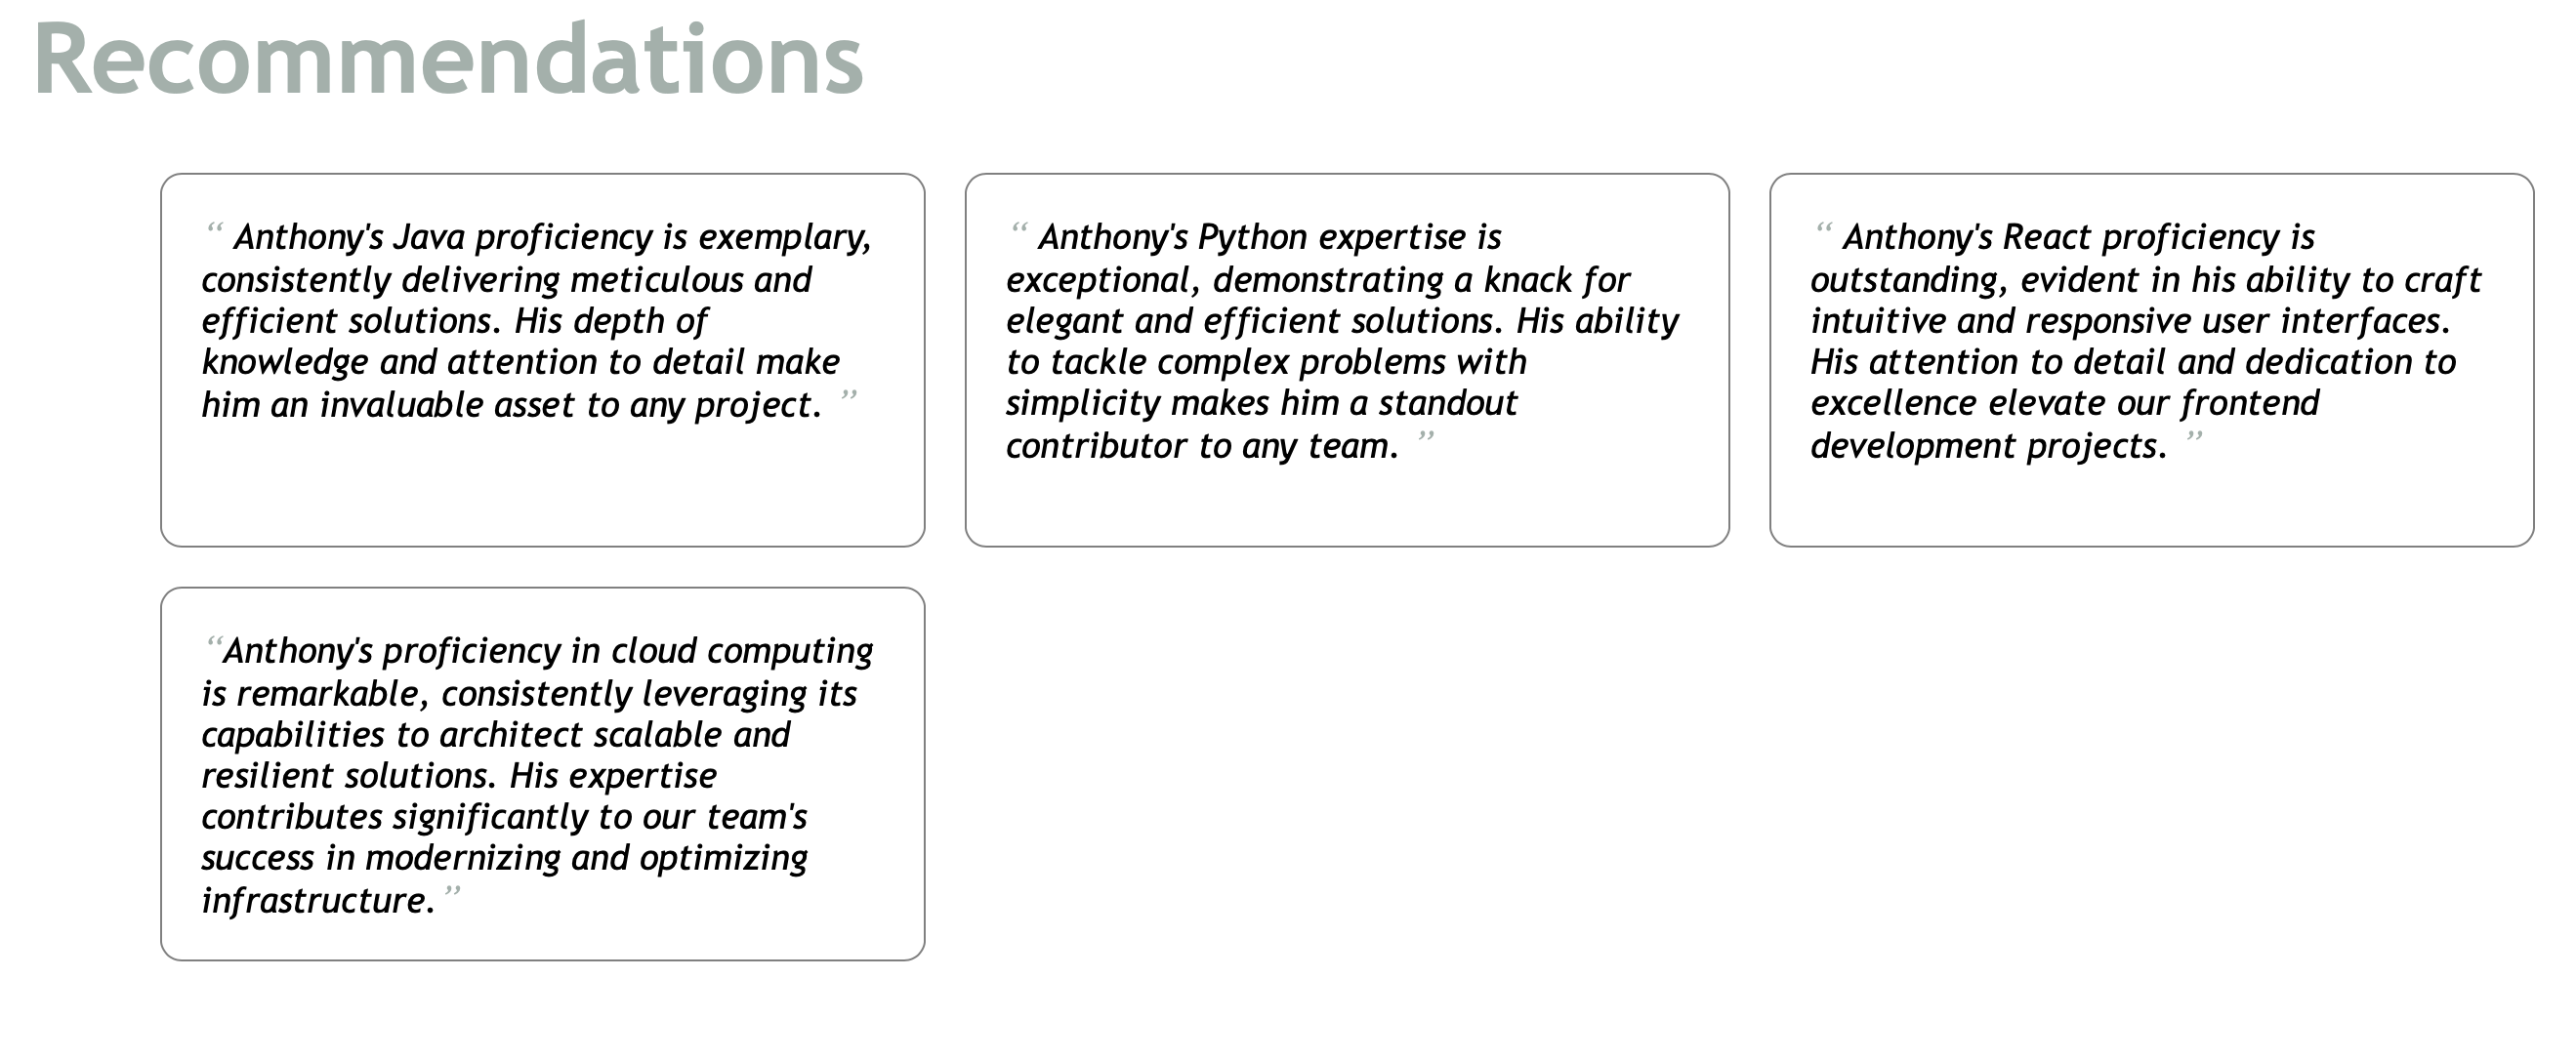 Recommendations
“ Anthony's Java proficiency is exemplary,
consistently delivering meticulous and
efficient solutions. His depth of
knowledge and attention to detail make
him an invaluable asset to any project. ”
“ Anthony's Python expertise is
exceptional, demonstrating a knack for
elegant and efficient solutions. His ability
to tackle complex problems with
simplicity makes him a standout
contributor to any team. ”
“ Anthony's React proficiency is
outstanding, evident in his ability to craft
intuitive and responsive user interfaces.
His attention to detail and dedication to
excellence elevate our frontend
development projects. ”
“Anthony's proficiency in cloud computing
is remarkable, consistently leveraging its
capabilities to architect scalable and
resilient solutions. His expertise
contributes significantly to our team's
success in modernizing and optimizing
infrastructure. ”